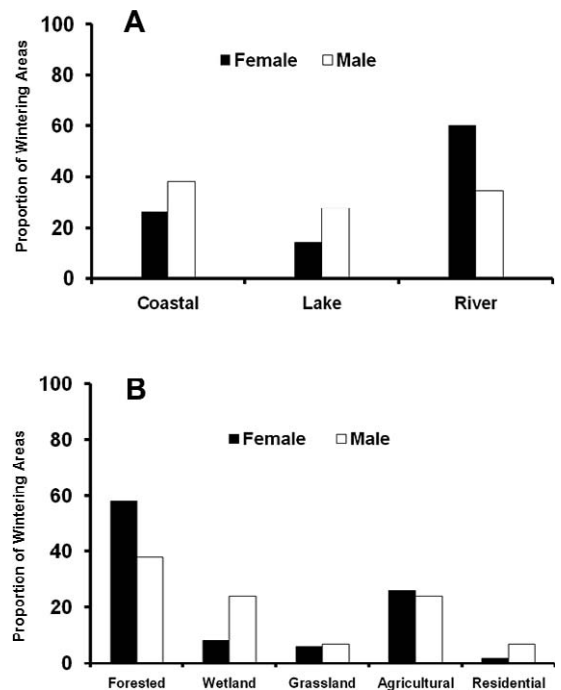 A
Proportion of Wintering Areas
100
80
60
40
20
0
Female Male
Coastal Lake River
B
Proportion of Wintering Areas
100
80
60
40
20
0
Female Male
Forested Wetland Grassland Agricultural Residential